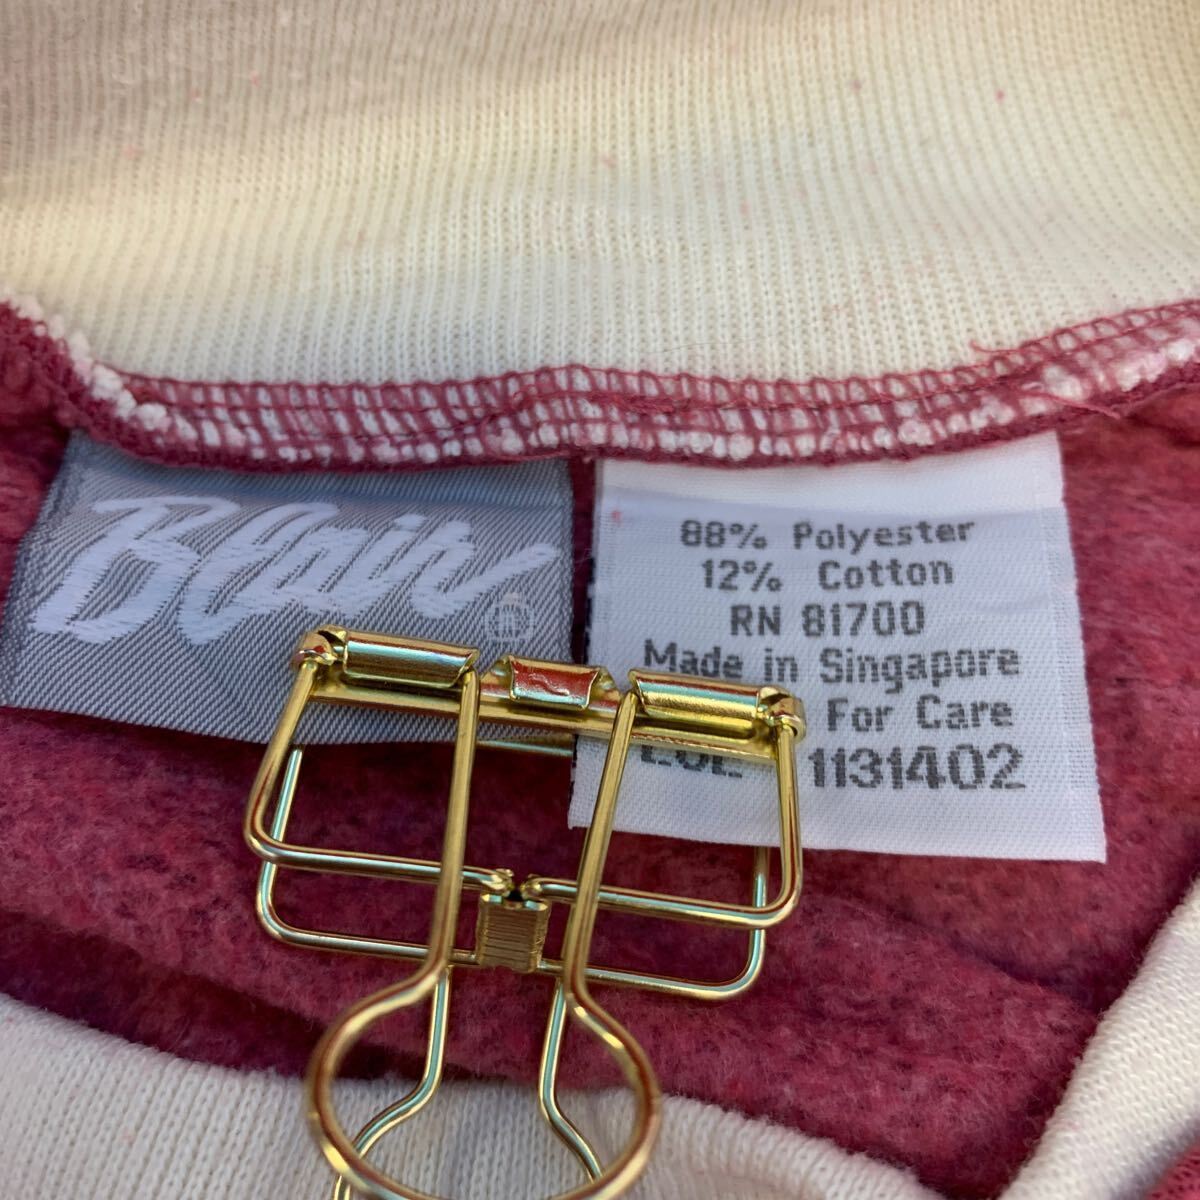 Blair
88% Polyester
12% Cotton
RN 81700
Made in Singapore
For Care
1131402